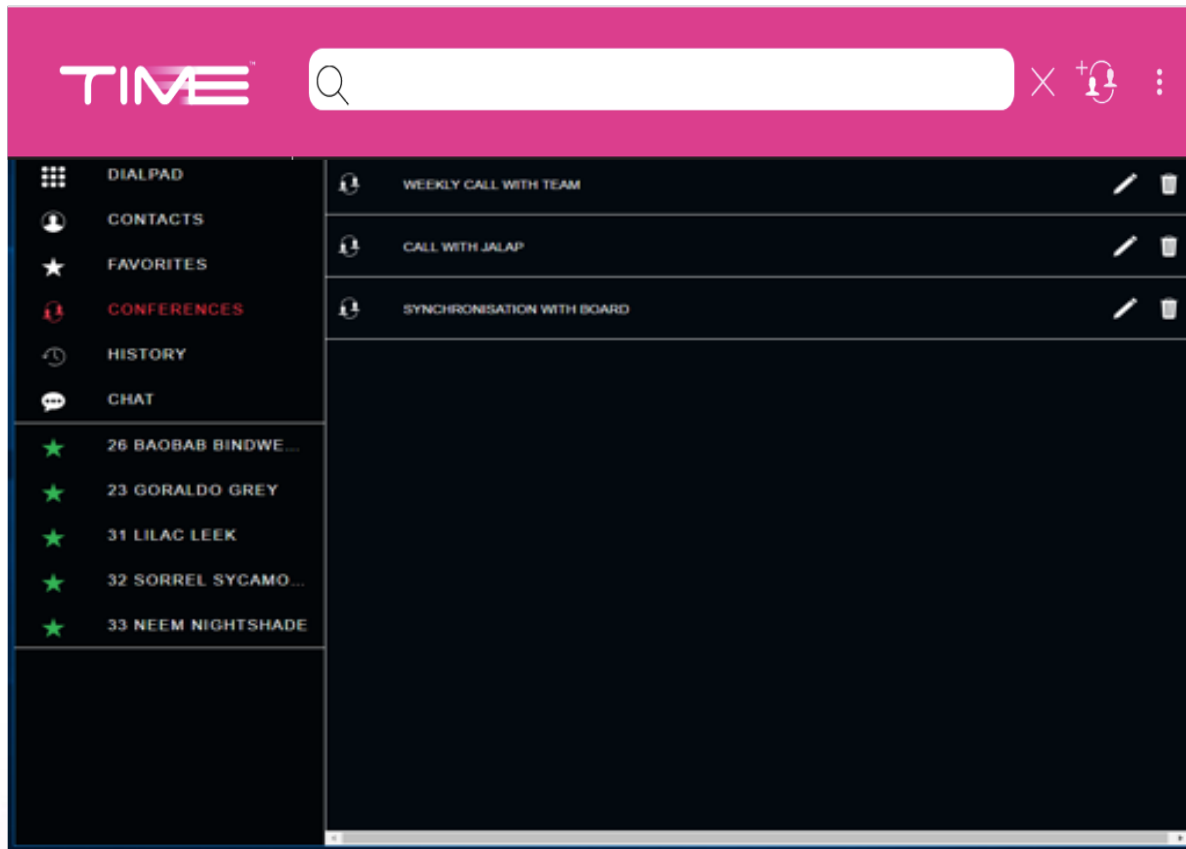 TIME™
DIALPAD
CONTACTS
FAVORITES
CONFERENCES
HISTORY
CHAT
26 BAOBAB BINDWE...
23 GORALDO GREY
31 LILAC LEEK
32 SORREL SYCAMO...
33 NEEM NIGHTSHADE
WEEKLY CALL WITH TEAM
CALL WITH JALAP
SYNCHRONISATION WITH BOARD